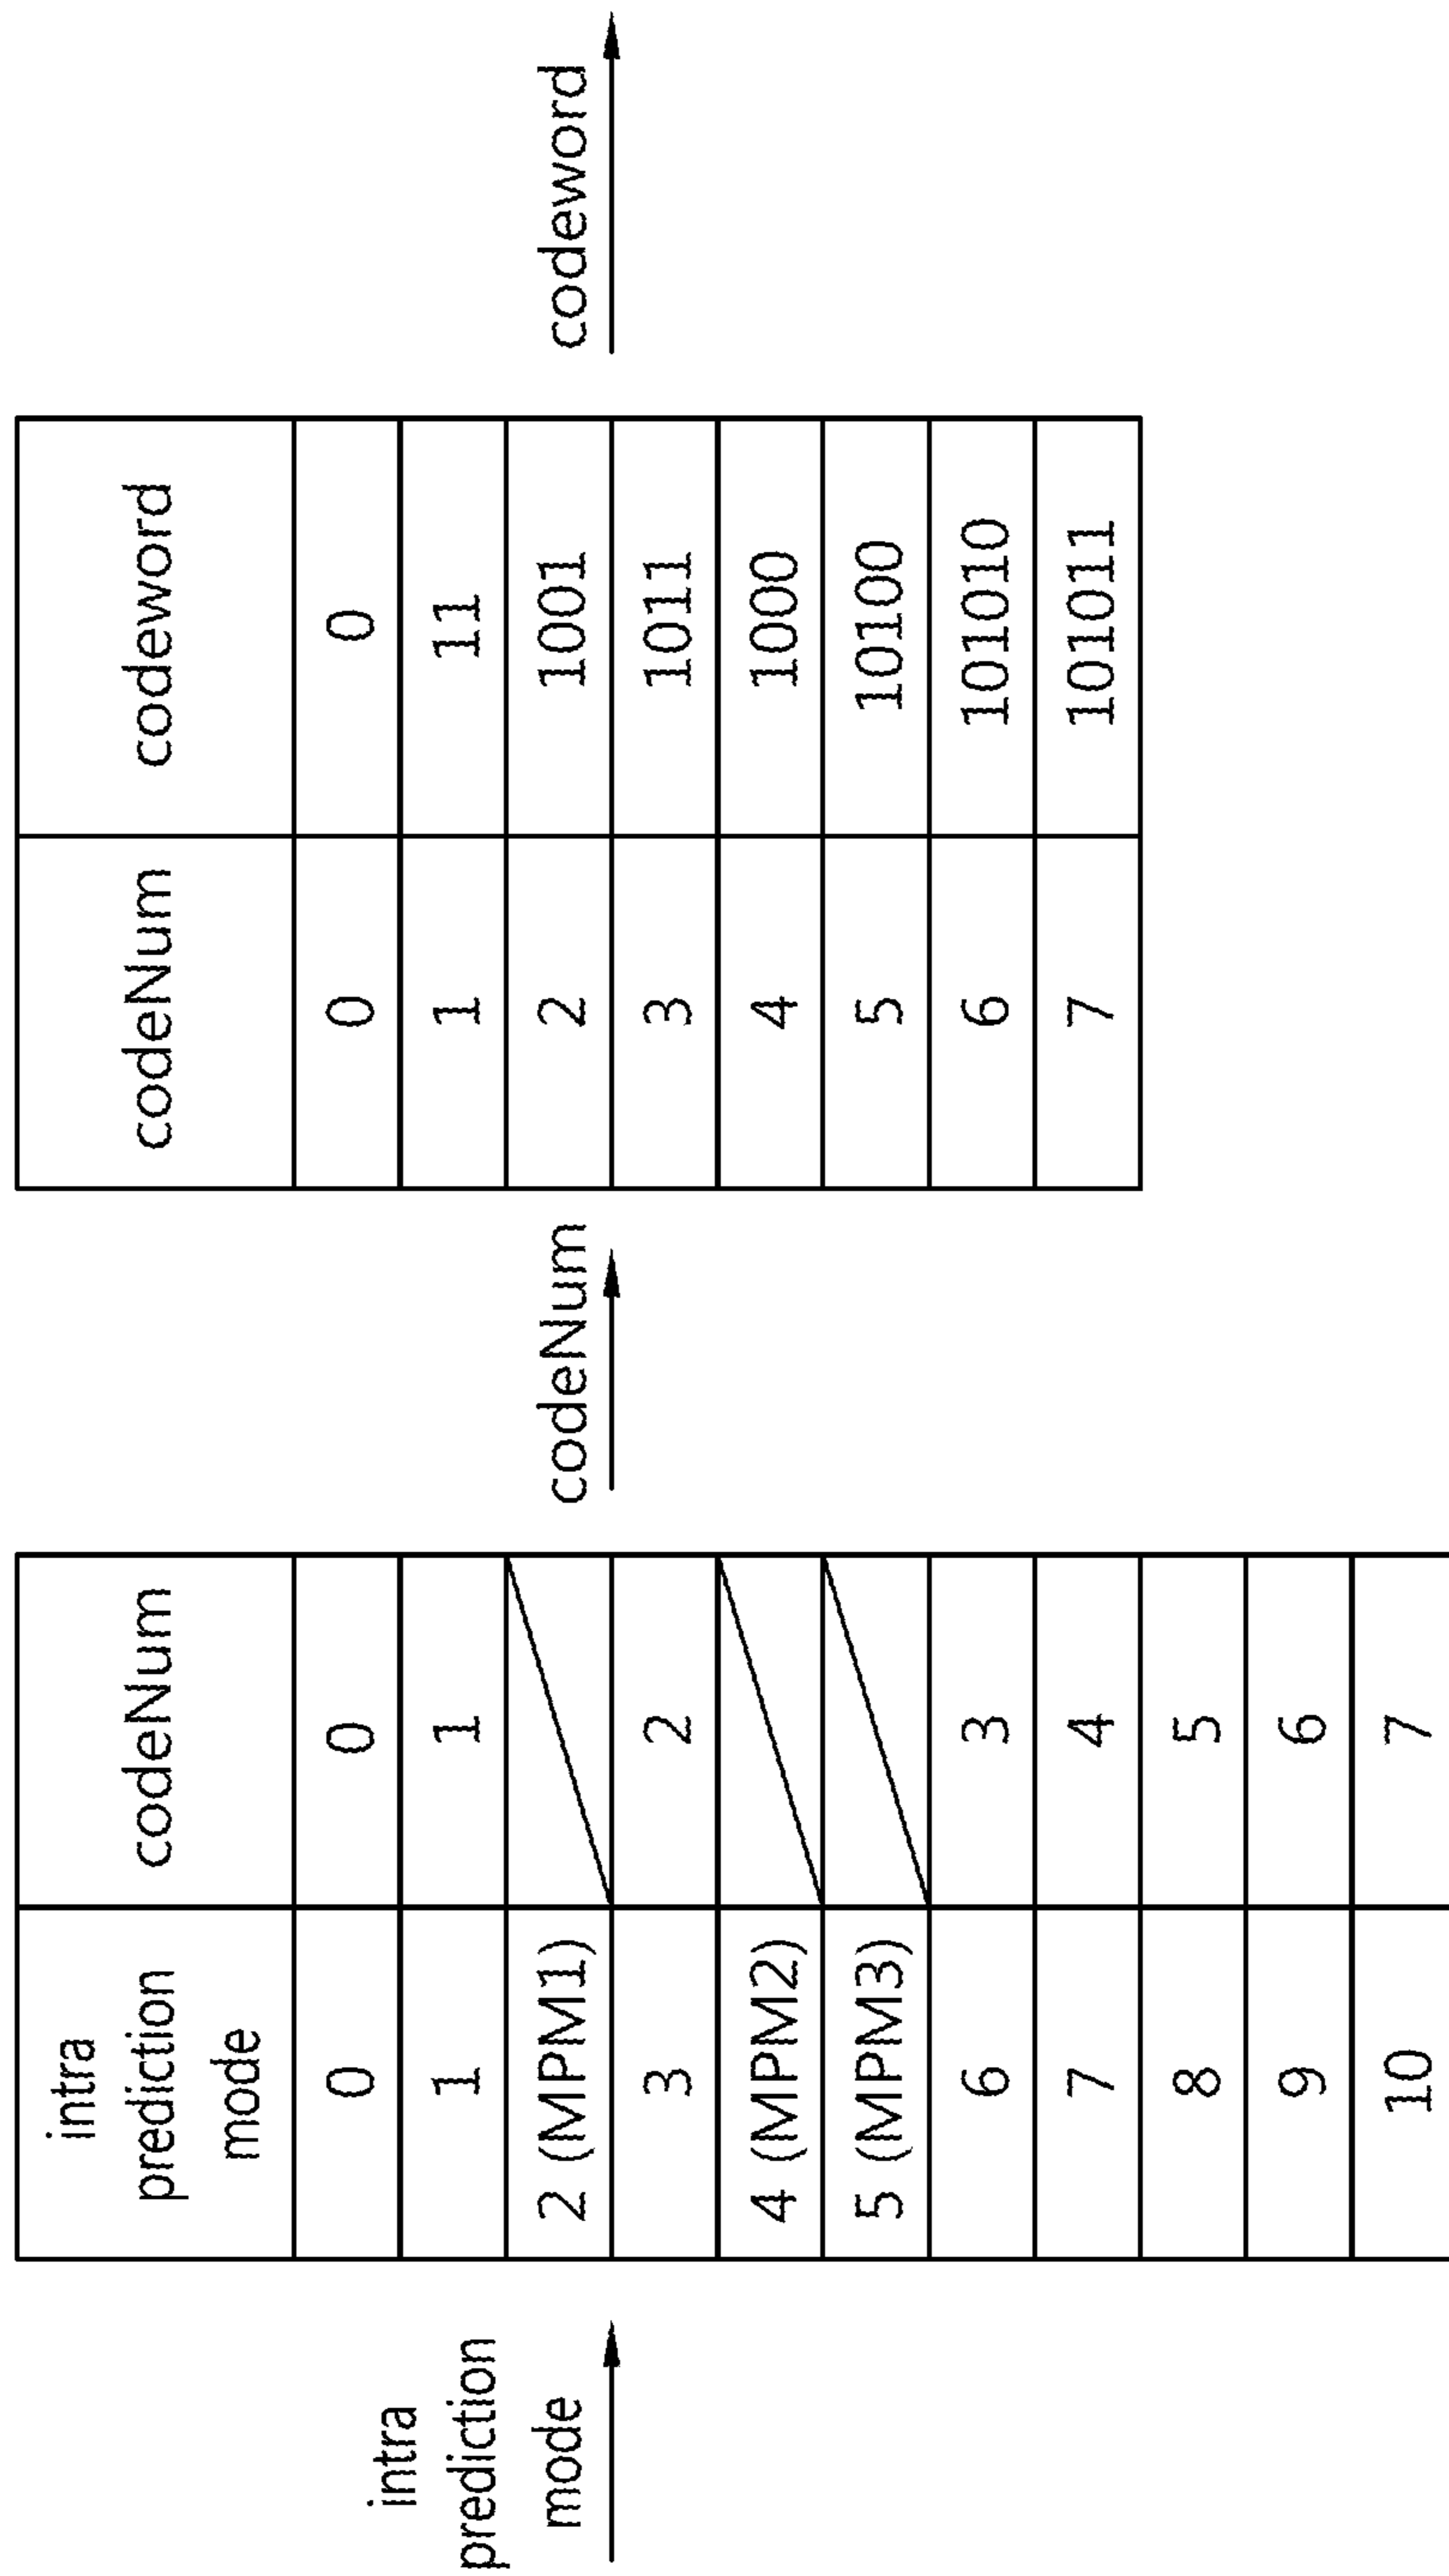 intra
prediction
mode
intra
prediction
mode
codeNum
0 0
1 1
2 (MPM1)
3 2
4 (MPM2)
5 (MPM3)
6 3
7 4
8 5
9 6
10 7
codeNum
codeNum codeword
0 0
1 11
2 1001
3 1011
4 1000
5 10100
6 101010
7 101011
codeword